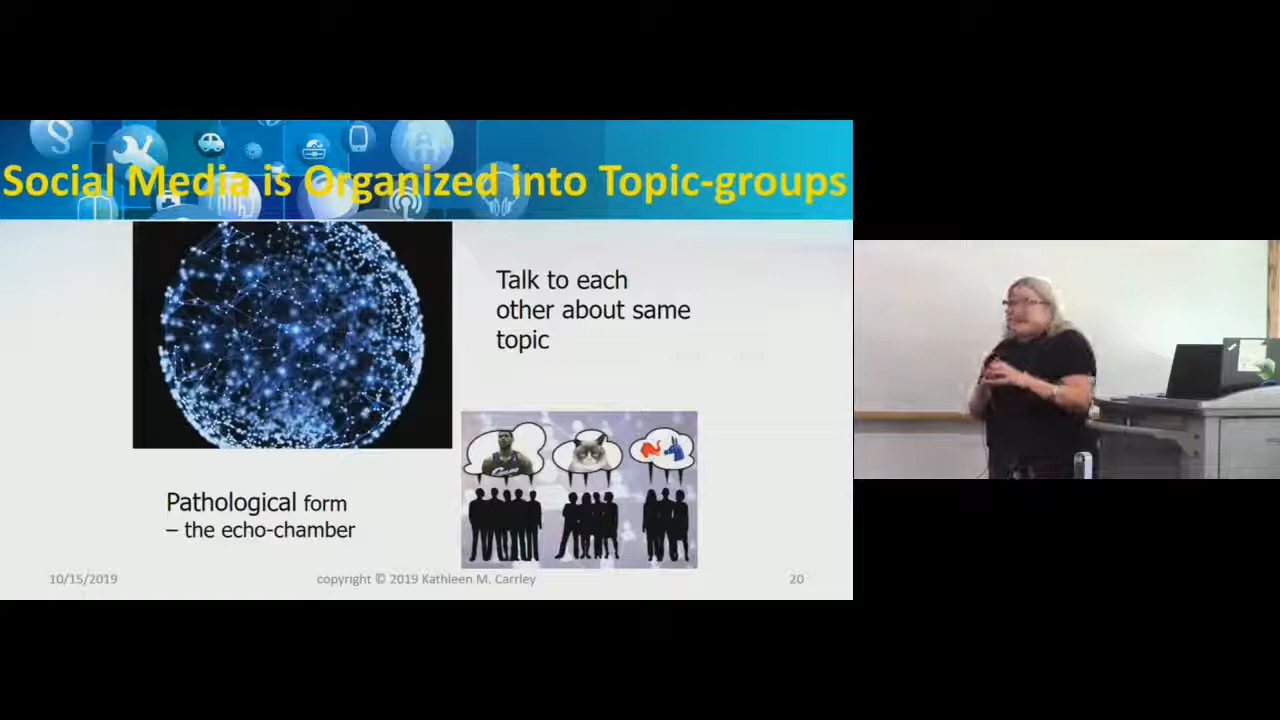 Social Media is Organized into Topic-groups
Talk to each
other about same
topic
Pathological form
– the echo-chamber
10/15/2019
copyright © 2019 Kathleen M. Carrley
20